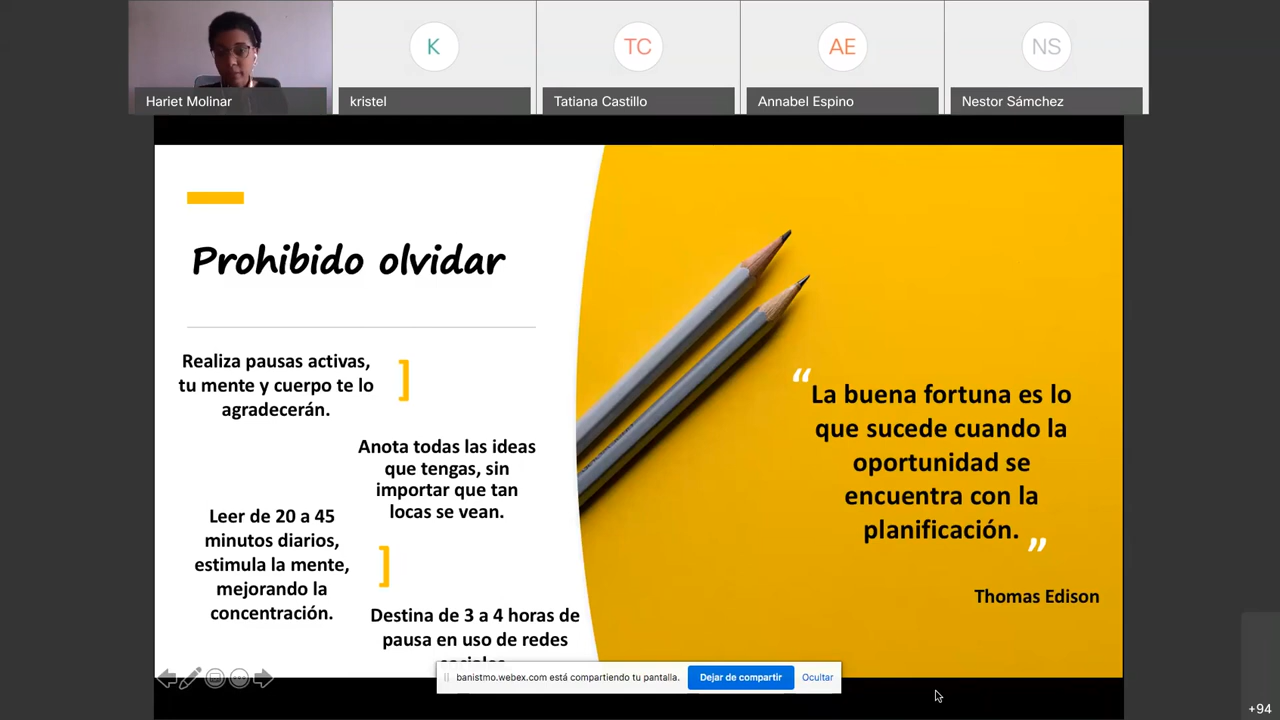 K
TC
AE
NS
Hariet Molinar
kristel
Tatiana Castillo
Annabel Espino
Nestor Sámchez
Prohibido olvidar
Realiza pausas activas,
tu mente y cuerpo te lo
agradecerán.
Anota todas las ideas
que tengas, sin
importar que tan
locas se vean.
Leer de 20 a 45
minutos diarios,
estimula la mente,
mejorando la
concentración.
Destina de 3 a 4 horas de
pausa en uso de redes
sociales.
“La buena fortuna es lo
que sucede cuando la
oportunidad se
encuentra con la
planificación.”
Thomas Edison
banistmo.webex.com está compartiendo tu pantalla.
Dejar de compartir
Ocultar
+94